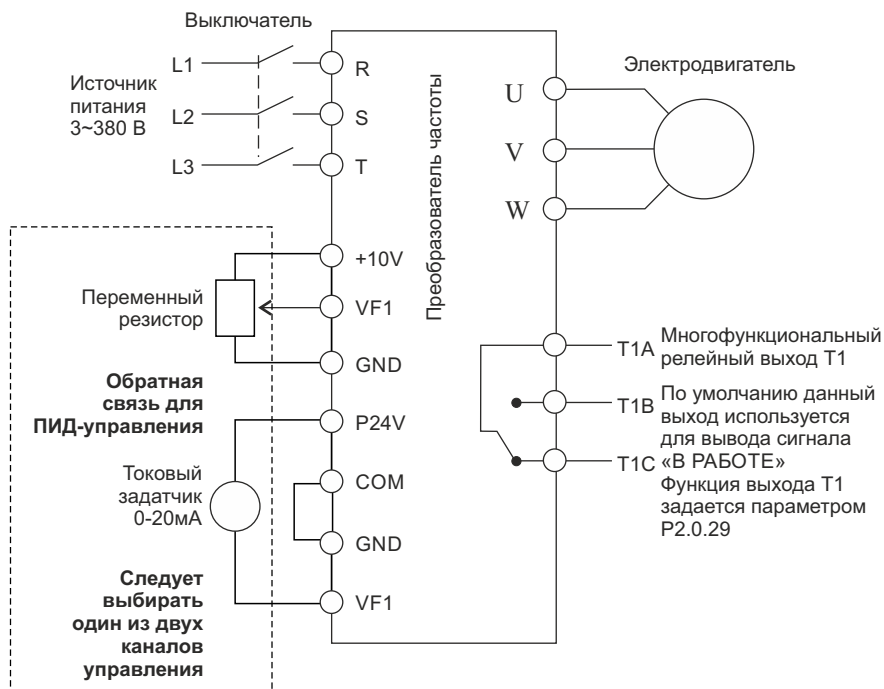 Выключатель
L1
R
Источник
питания
3~380 В
L2
S
L3
T
Преобразователь частоты
U
V
W
Электродвигатель
+10V
Переменный
резистор
VF1
GND
Обратная
связь для
ПИД-управления
P24V
Токовый
задатчик
0-20мА
COM
GND
Следует
выбирать
один из двух
каналов
управления
VF1
T1A
Многофункциональный
релейный выход T1
T1B
По умолчанию данный
выход используется
для вывода сигнала
«В РАБОТЕ»
T1C
Функция выхода T1
задается параметром
P2.0.29